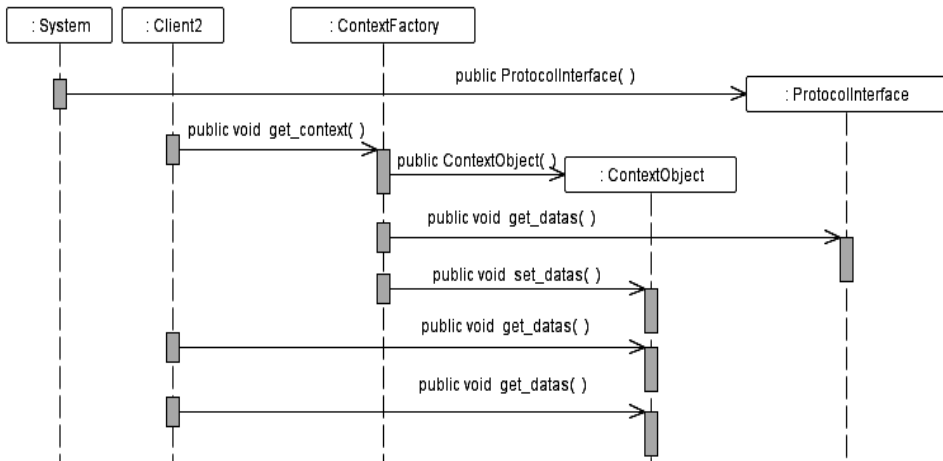 : System
: Client2
: ContextFactory
public ProtocolInterface( )
: ProtocolInterface
public void get_context( )
public ContextObject( )
: ContextObject
public void get_datas( )
public void set_datas( )
public void get_datas( )
public void get_datas( )